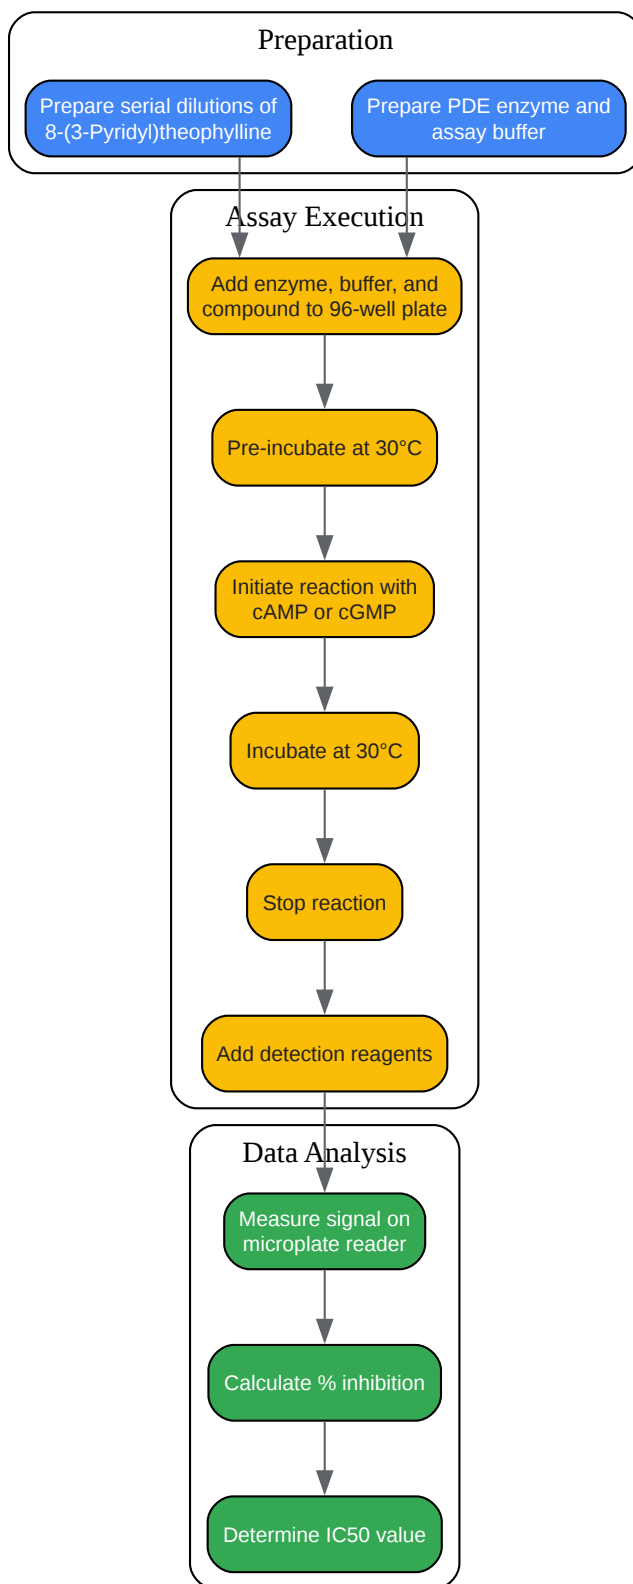 Preparation
Prepare serial dilutions of
8-(3-Pyridyl)theophylline
Prepare PDE enzyme and
assay buffer
Assay Execution
Add enzyme, buffer, and
compound to 96-well plate
Pre-incubate at 30°C
Initiate reaction with
cAMP or cGMP
Incubate at 30°C
Stop reaction
Add detection reagents
Data Analysis
Measure signal on
microplate reader
Calculate % inhibition
Determine IC50 value